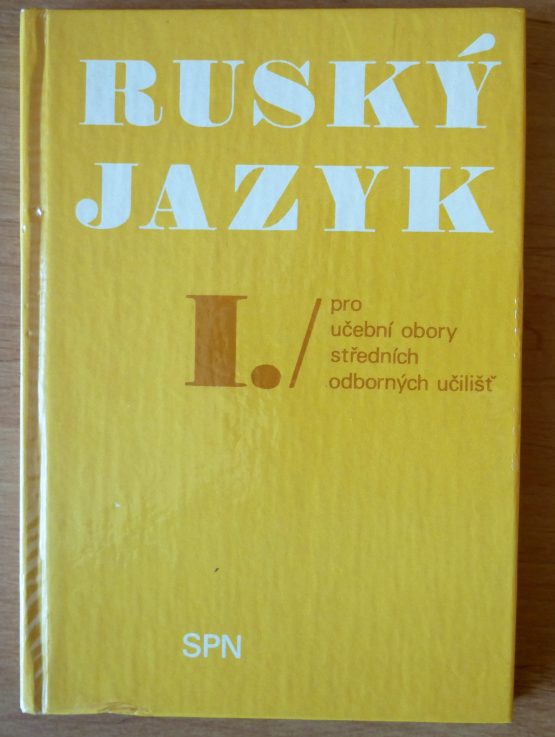 RUSKÝ
JAZYK
I./
pro
učební obory
středních
odborných učilišť
SPN